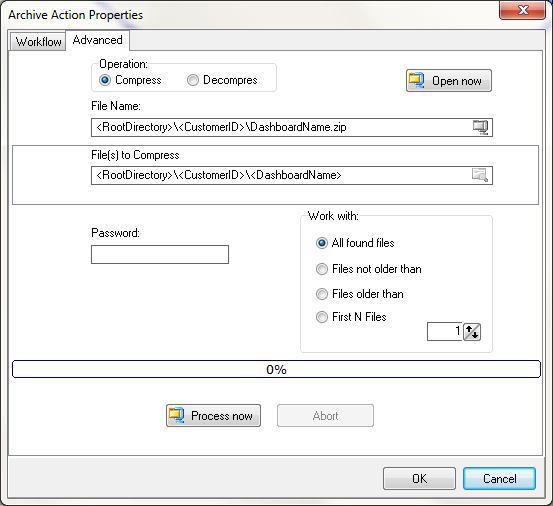 Archive Action Properties
Workflow
Advanced
Operation:
Compress
Decompres
Open now
File Name:
<RootDirectory>\<CustomerID>\DashboardName.zip
File(s) to Compress
<RootDirectory>\<CustomerID>\<DashboardName>
Password:
Work with:
All found files
Files not older than
Files older than
First N Files
1
0%
Process now
Abort
OK
Cancel